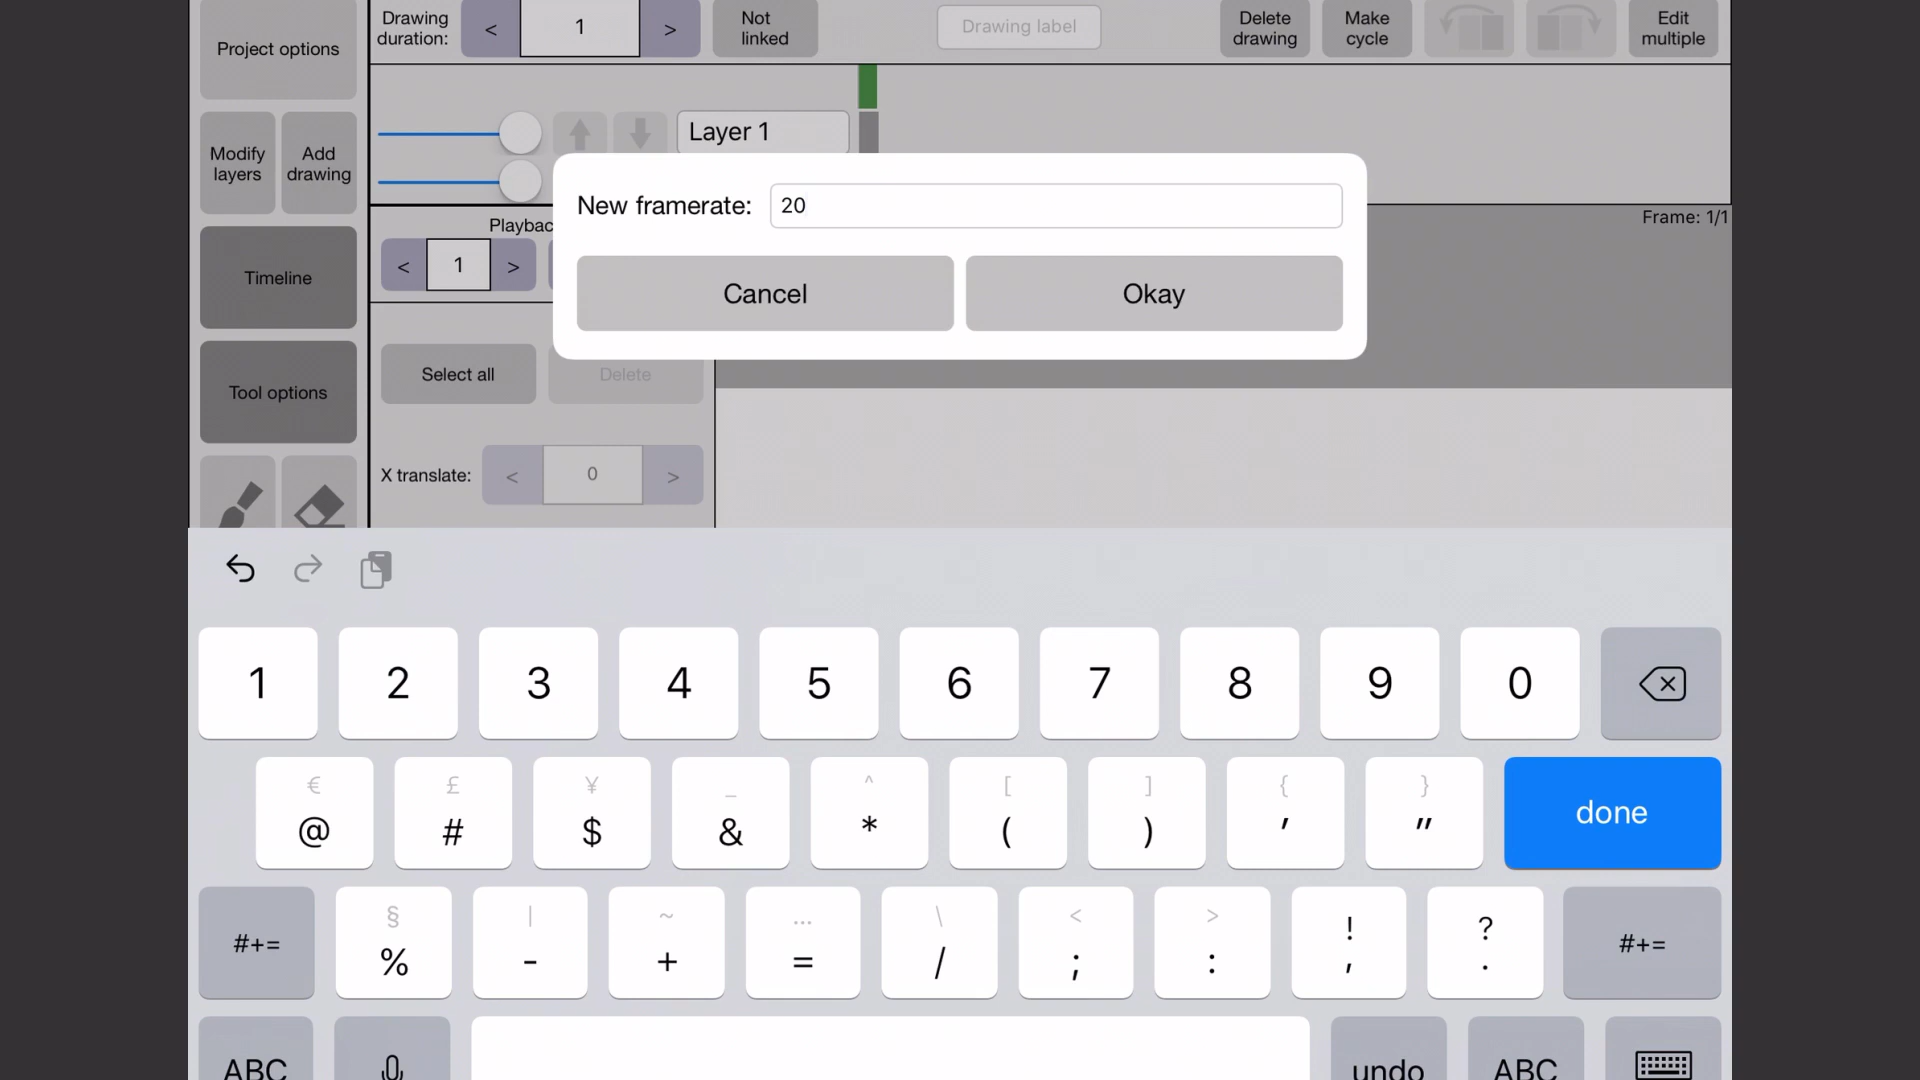 Project options
Drawing
duration:
<
1
>
Not
linked
Drawing label
Delete
drawing
Make
cycle
Edit
multiple
Modify
layers
Add
drawing
Layer 1
New framerate: 20
Cancel
Okay
Frame: 1/1
Playbac
< 1 >
Timeline
Tool options
Select all
Delete
X translate:
< 0 >
1 2 3 4 5 6 7 8 9 0
€ £ ¥ _ ^ [ ] { }
@ # $ & * ( ) ' "
done
§ | ~ … \ < > ! ?
#+= % - + = / ; : , . #+=
ABC
undo
ABC